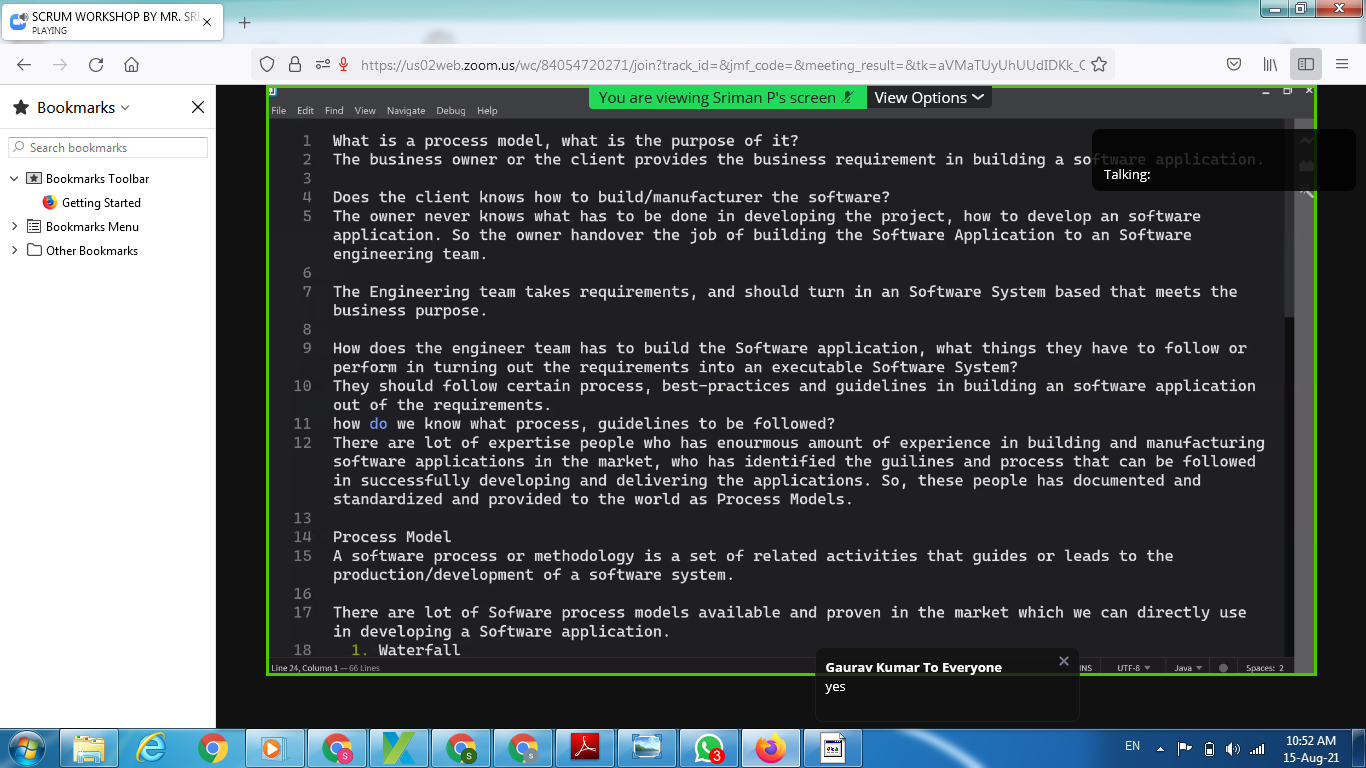 SCRUM WORKSHOP BY MR. SR
PLAYING
https://us02web.zoom.us/wc/84054720271/join?track_id=&jmf_code=&meeting_result=&tk=aVMaTUyUhUUdIDKk_
Bookmarks
Search bookmarks
Bookmarks Toolbar
Getting Started
Bookmarks Menu
Other Bookmarks
You are viewing Sriman P's screen
View Options
File Edit Find View Navigate Debug Help
Talking:
1 What is a process model, what is the purpose of it?
2 The business owner or the client provides the business requirement in building a software application.
3
4 Does the client knows how to build/manufacturer the software?
5 The owner never knows what has to be done in developing the project, how to develop an software
application. So the owner handover the job of building the Software Application to an Software
engineering team.
6
7 The Engineering team takes requirements, and should turn in an Software System based that meets the
business purpose.
8
9 How does the engineer team has to build the Software application, what things they have to follow or
perform in turning out the requirements into an executable Software System?
10 They should follow certain process, best-practices and guidelines in building an software application
out of the requirements.
11 how do we know what process, guidelines to be followed?
12 There are lot of expertise people who has enourmous amount of experience in building and manufacturing
software applications in the market, who has identified the guilines and process that can be followed
in successfully developing and delivering the applications. So, these people has documented and
standardized and provided to the world as Process Models.
13
14 Process Model
15 A software process or methodology is a set of related activities that guides or leads to the
production/development of a software system.
16
17 There are lot of Sofware process models available and proven in the market which we can directly use
in developing a Software application.
18 1. Waterfall
Line 24, Column 1 — 66 Lines
UTF-8
Java
Spaces: 2
Gaurav Kumar To Everyone
yes
S
S
S
3
EN
10:52 AM
15-Aug-21